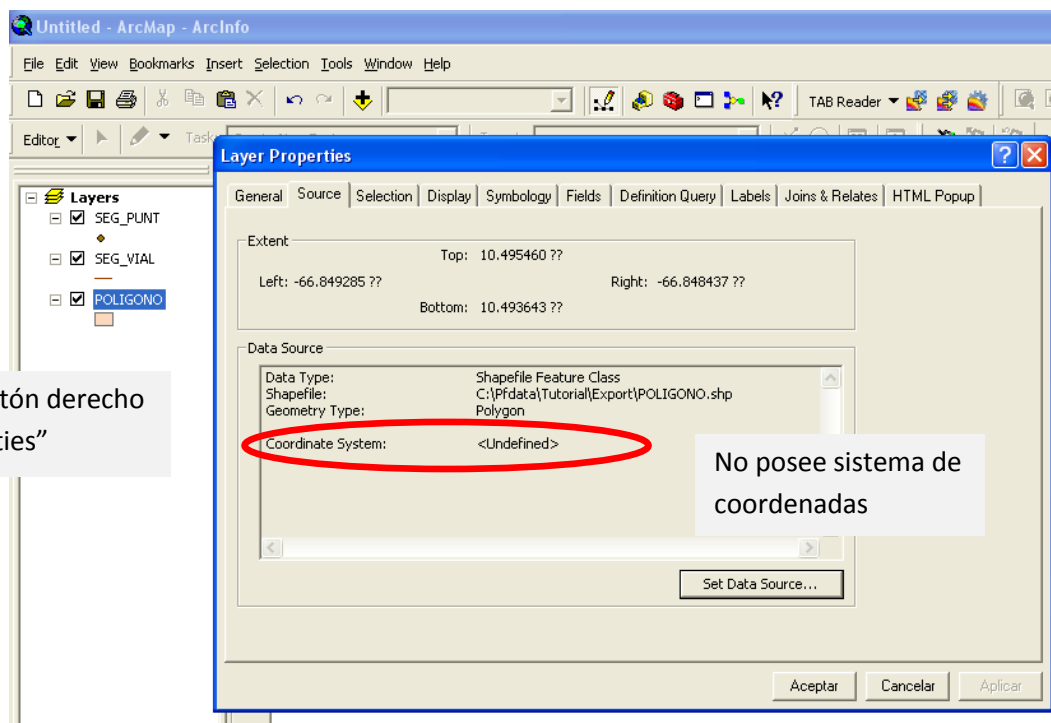 Untitled - ArcMap - ArcInfo
File Edit View Bookmarks Insert Selection Tools Window Help
TAB Reader
Editor
Task
Layer Properties
General Source Selection Display Symbology Fields Definition Query Labels Joins & Relates HTML Popup
Layers
SEG_PUNT
SEG_VIAL
POLIGONO
Extent
Top: 10.495460 ??
Left: -66.849285 ?? Right: -66.848437 ??
Bottom: 10.493643 ??
Data Source
Data Type: Shapefile Feature Class
Shapefile: C:\Pfdata\Tutorial\Export\POLIGONO.shp
Geometry Type: Polygon
Coordinate System: <Undefined>
tón derecho
ties”
No posee sistema de
coordenadas
Set Data Source...
Aceptar Cancelar Aplicar